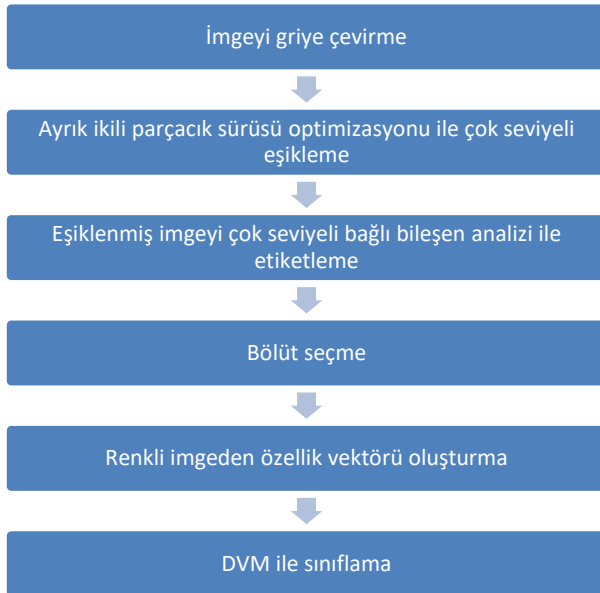 İmgeyi griye çevirme
Ayrık ikili parçacık sürüsü optimizasyonu ile çok seviyeli
eşikleme
Eşiklenmiş imgeyi çok seviyeli bağlı bileşen analizi ile
etiketleme
Bölüt seçme
Renkli imgeden özellik vektörü oluşturma
DVM ile sınıflama